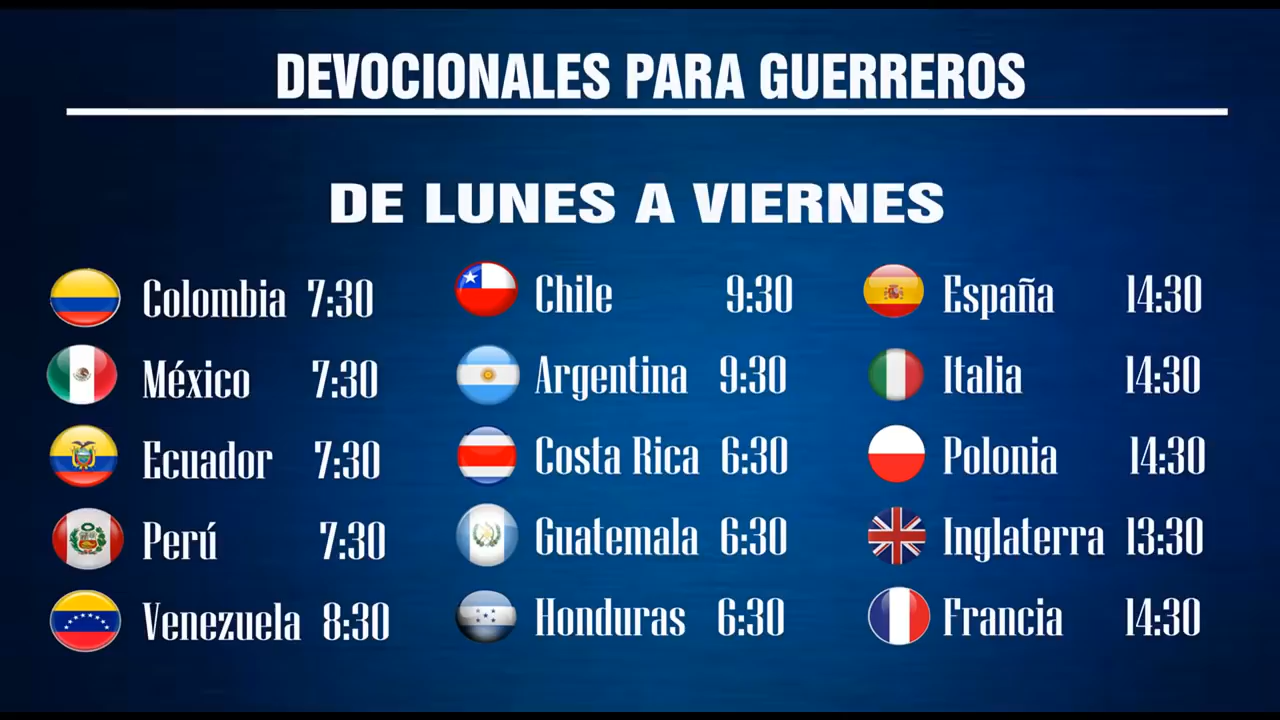 DEVOCIONALES PARA GUERREROS
DE LUNES A VIERNES
Colombia 7:30
México 7:30
Ecuador 7:30
Perú 7:30
Venezuela 8:30
Chile 9:30
Argentina 9:30
Costa Rica 6:30
Guatemala 6:30
Honduras 6:30
España 14:30
Italia 14:30
Polonia 14:30
Inglaterra 13:30
Francia 14:30